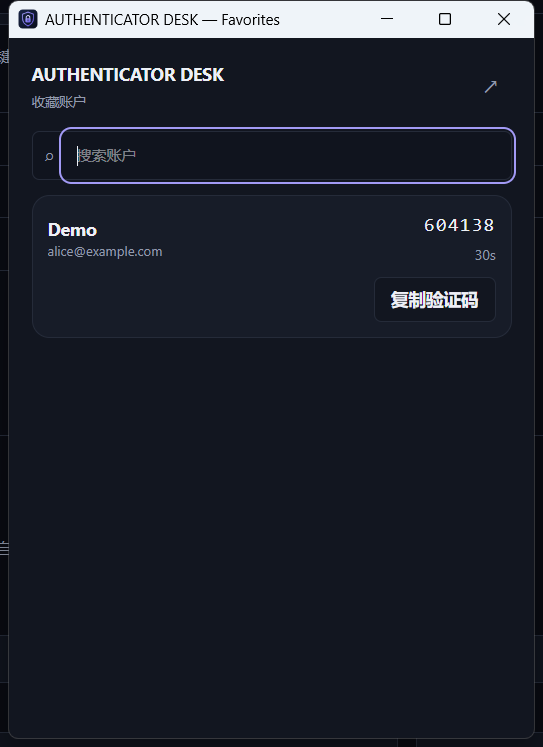 AUTHENTICATOR DESK — Favorites
AUTHENTICATOR DESK
收藏账户
搜索账户
Demo
604138
alice@example.com
30s
复制验证码